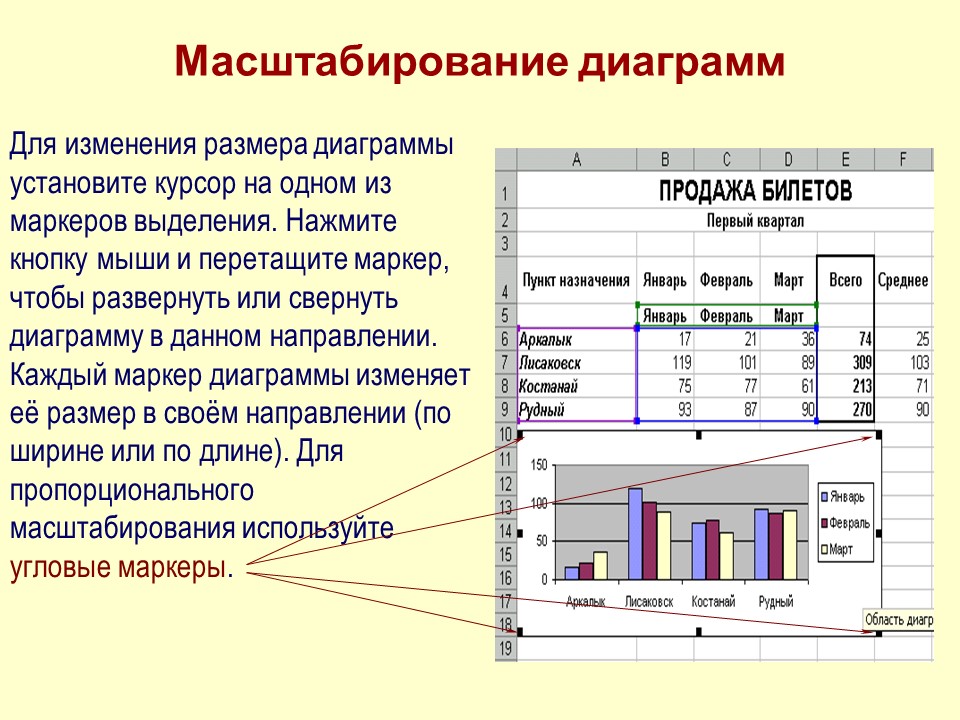 Масштабирование диаграмм
Для изменения размера диаграммы
установите курсор на одном из
маркеров выделения. Нажмите
кнопку мыши и перетащите маркер,
чтобы развернуть или свернуть
диаграмму в данном направлении.
Каждый маркер диаграммы изменяет
её размер в своём направлении (по
ширине или по длине). Для
пропорционального
масштабирования используйте
угловые маркеры.
A B C D E F
1 ПРОДАЖА БИЛЕТОВ
2 Первый квартал
3
4 Пункт назначения Январь Февраль Март Всего Среднее
5 Январь Февраль Март
6 Аркалык 17 21 36 74 25
7 Лисаковск 119 101 89 309 103
8 Костанай 75 77 61 213 71
9 Рудный 93 87 90 270 90
10
11
12
13
14
15
16
17
18
19
150
100
50
0
Аркалык Лисаковск Костанай Рудный
Январь
Февраль
Март
Область диагр